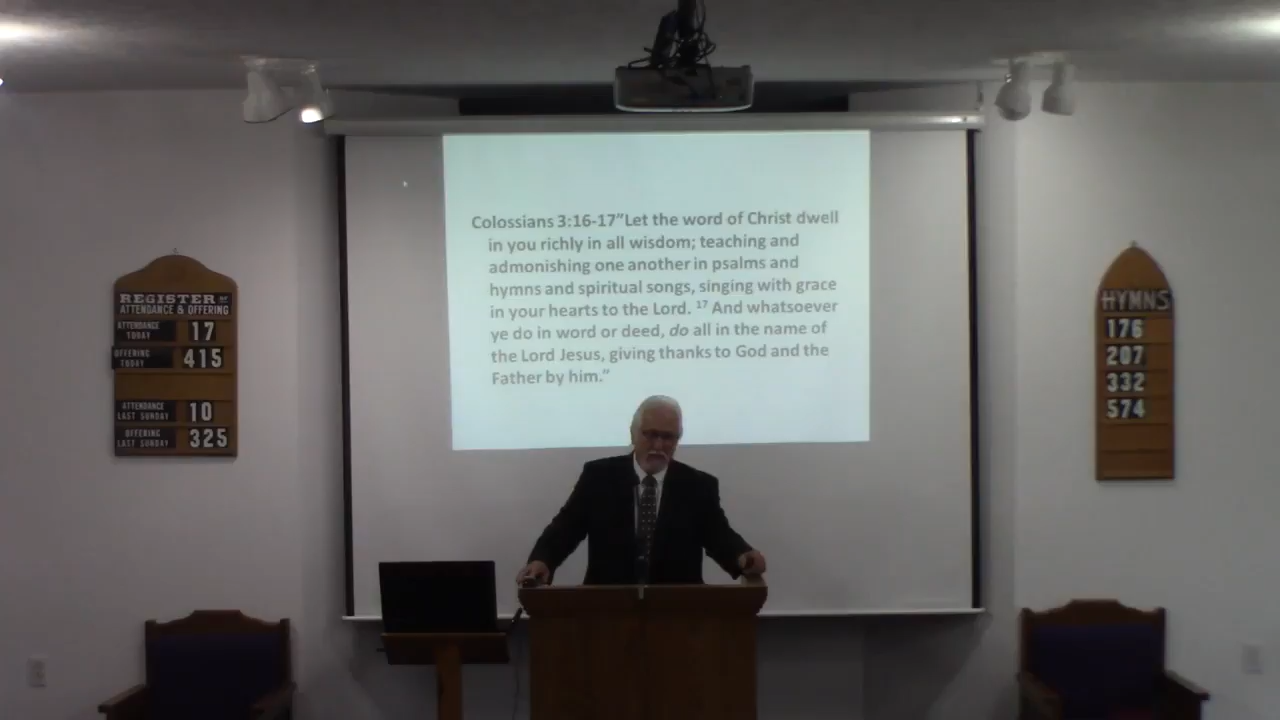 Colossians 3:16-17"Let the word of Christ dwell
in you richly in all wisdom; teaching and
admonishing one another in psalms and
hymns and spiritual songs, singing with grace
in your hearts to the Lord. 17 And whatsoever
ye do in word or deed, do all in the name of
the Lord Jesus, giving thanks to God and the
Father by him."
REGISTER OF
ATTENDANCE & OFFERING
ATTENDANCE
TODAY
17
OFFERING
TODAY
415
ATTENDANCE
LAST SUNDAY
10
OFFERING
LAST SUNDAY
325
HYMNS
176
207
332
574